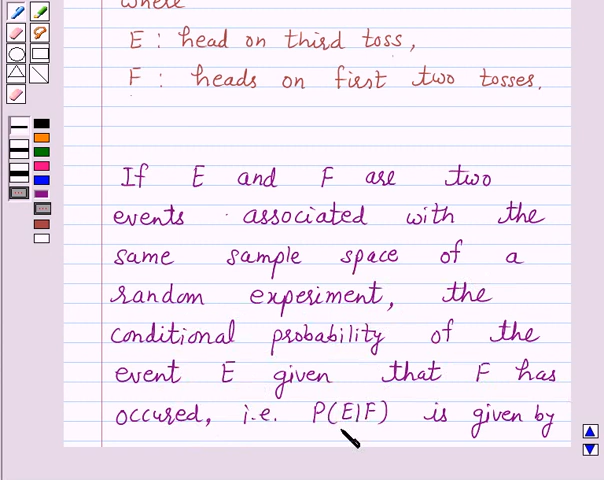 where
E : head on third toss,
F : heads on first two tosses.
If E and F are two
events associated with the
same sample space of a
random experiment, the
conditional probability of the
event E given that F has
occured, i.e. P(E|F) is given by